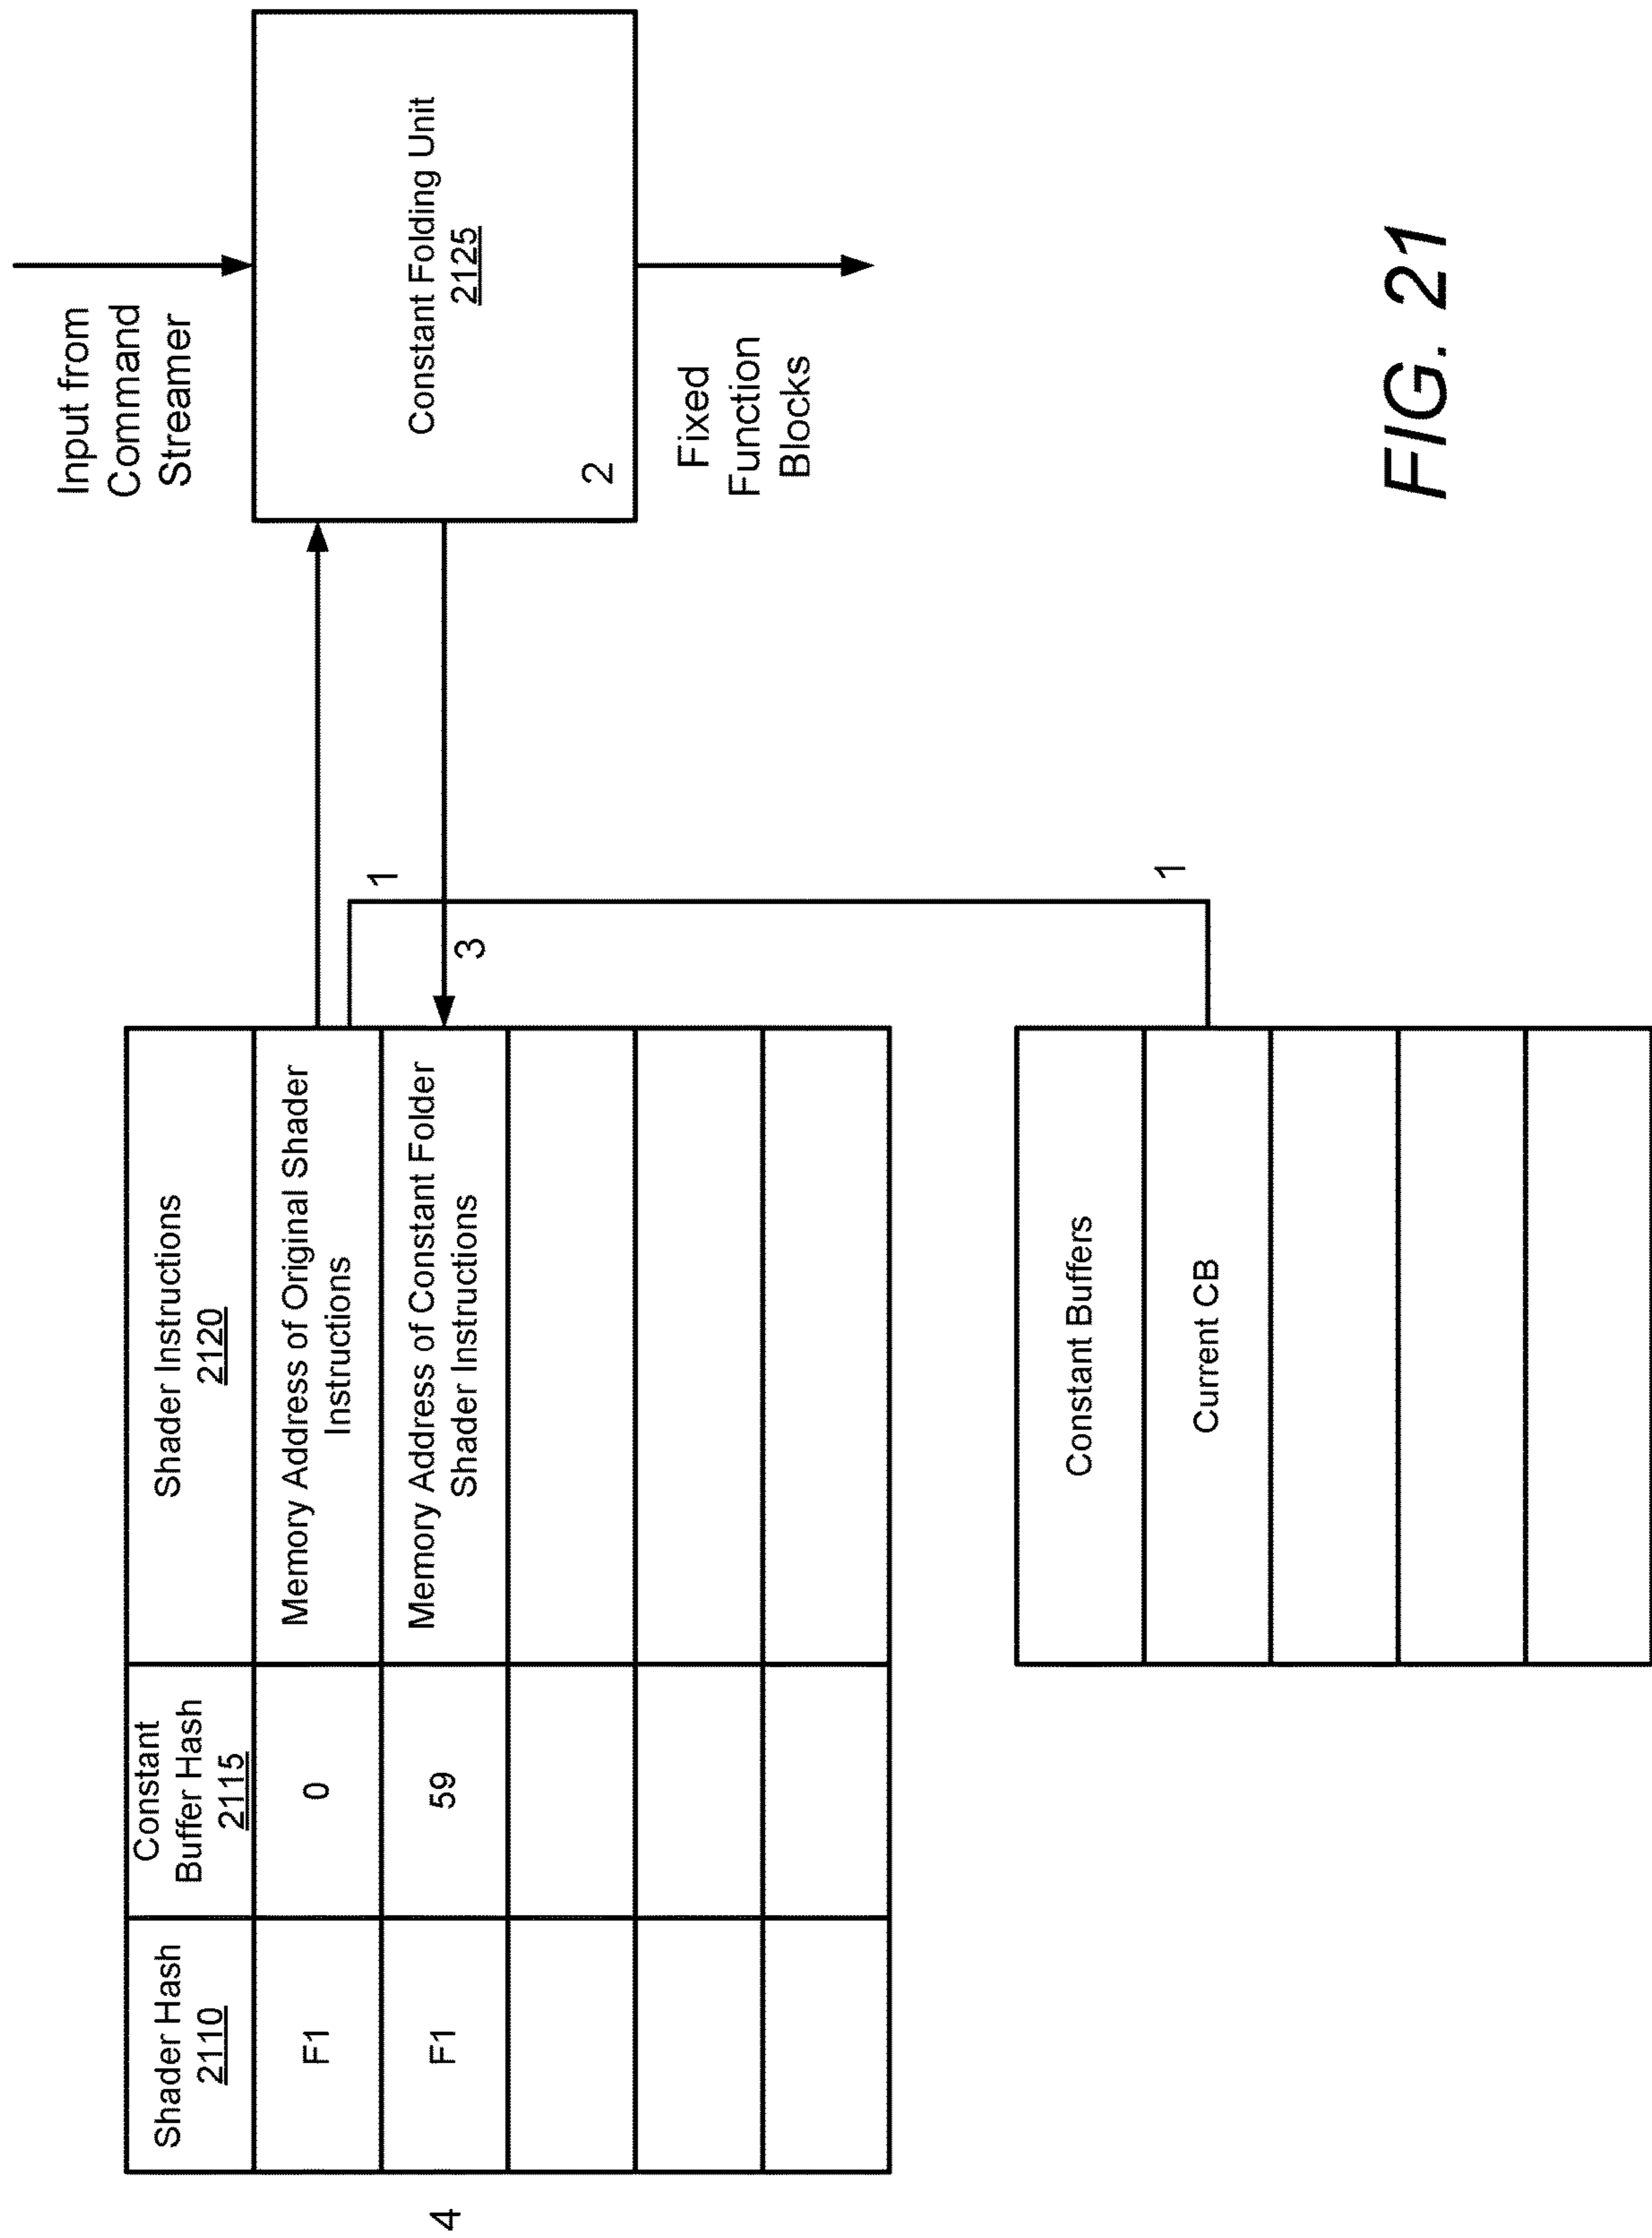 Shader Hash
2110
Constant
Buffer Hash
2115
Shader Instructions
2120
F1
0
Memory Address of Original Shader
Instructions
4
F1
59
Memory Address of Constant Folder
Shader Instructions
1
3
Input from
Command
Streamer
Constant Folding Unit
2125
2
Fixed
Function
Blocks
Constant Buffers
Current CB
1
FIG. 21